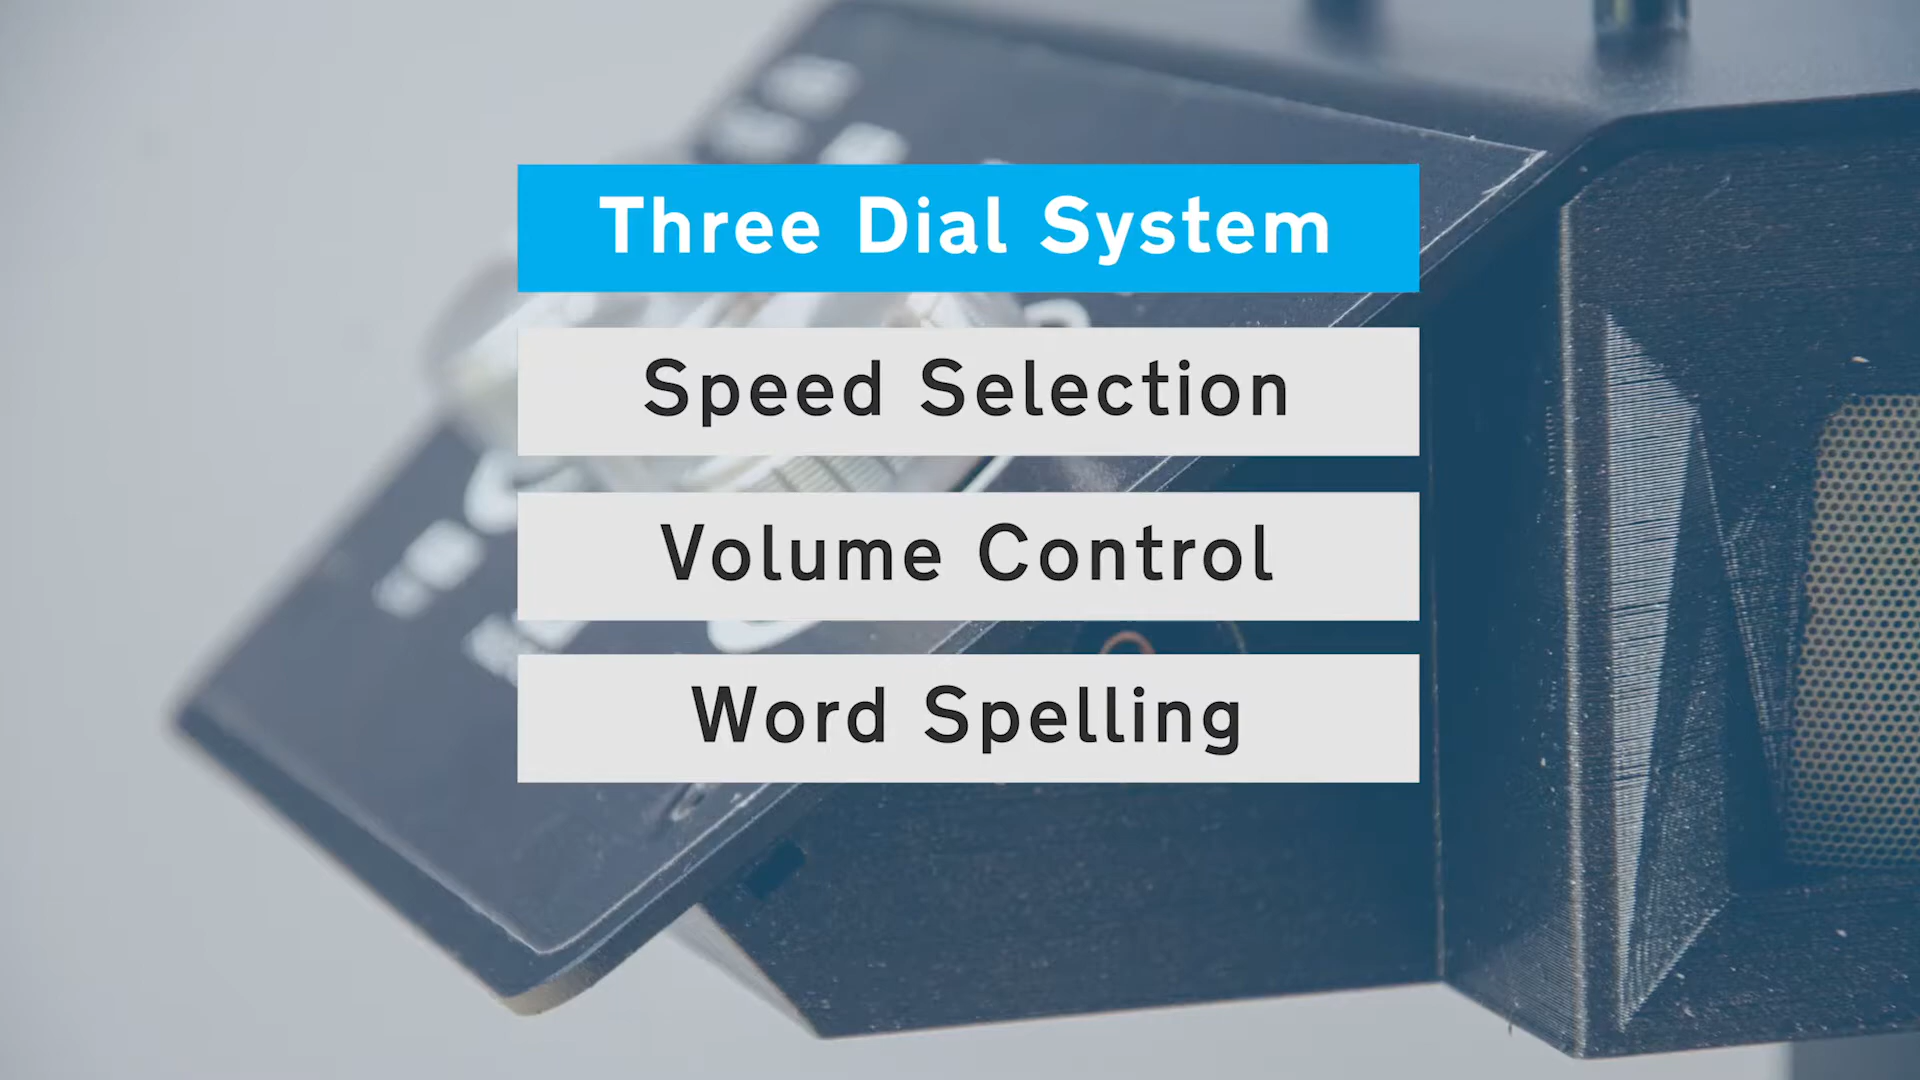 Three Dial System
Speed Selection
Volume Control
Word Spelling